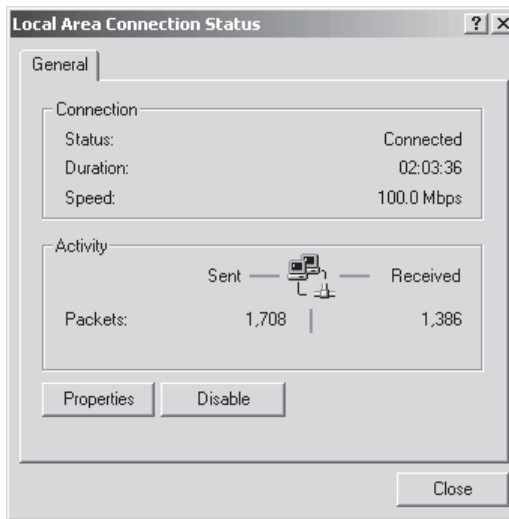 Local Area Connection Status
General
Connection
Status: Connected
Duration: 02:03:36
Speed: 100.0 Mbps
Activity
Sent Received
Packets: 1,708 1,386
Properties Disable
Close